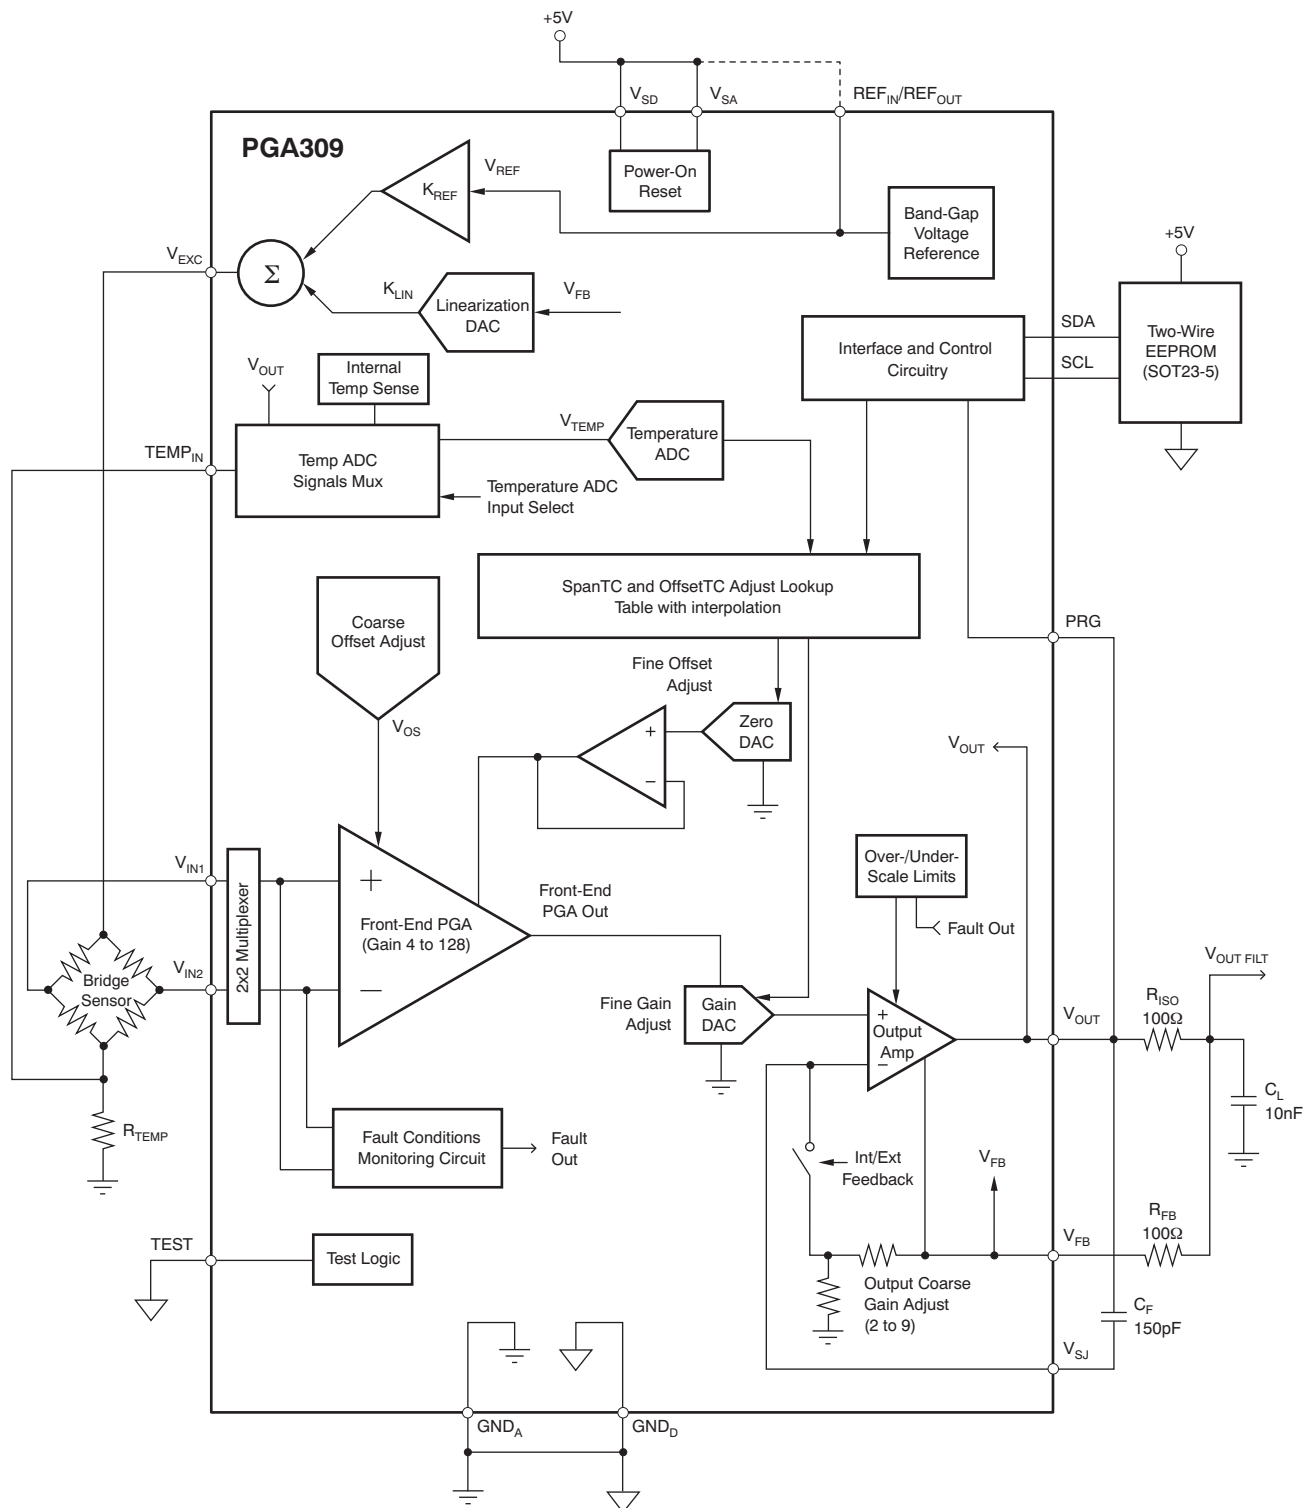 +5V
V_SD
V_SA
REF_IN/REF_OUT
PGA309
Power-On
Reset
V_REF
K_REF
Band-Gap
Voltage
Reference
+5V
V_EXC
Σ
K_LIN
Linearization
DAC
V_FB
Interface and Control
Circuitry
SDA
SCL
Two-Wire
EEPROM
(SOT23-5)
V_OUT
Internal
Temp Sense
TEMP_IN
Temp ADC
Signals Mux
V_TEMP
Temperature
ADC
Temperature ADC
Input Select
SpanTC and OffsetTC Adjust Lookup
Table with interpolation
PRG
Coarse
Offset Adjust
V_OS
Fine Offset
Adjust
+
−
Zero
DAC
V_OUT
Over-/Under-
Scale Limits
Fault Out
V_IN1
V_IN2
2x2 Multiplexer
+
−
Front-End PGA
(Gain 4 to 128)
Front-End
PGA Out
Bridge
Sensor
Fine Gain
Adjust
Gain
DAC
+
Output
Amp
−
V_OUT
R_ISO
100Ω
V_OUT FILT
C_L
10nF
R_TEMP
Fault Conditions
Monitoring Circuit
Fault
Out
Int/Ext
Feedback
V_FB
V_FB
R_FB
100Ω
TEST
Test Logic
Output Coarse
Gain Adjust
(2 to 9)
C_F
150pF
V_SJ
GND_A
GND_D